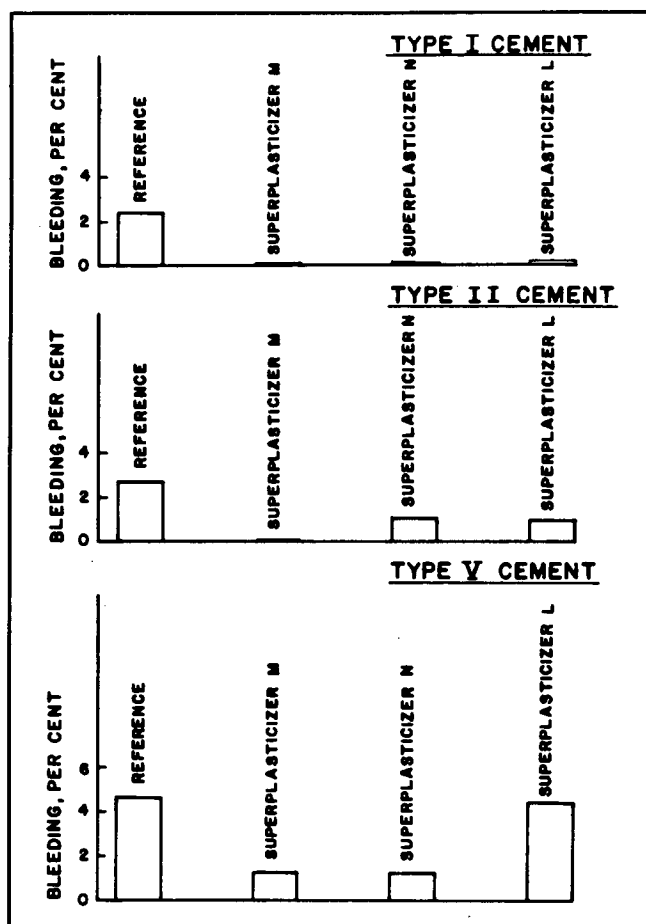 TYPE I CEMENT
BLEEDING, PER CENT
4
2
0
REFERENCE
SUPERPLASTICIZER M
SUPERPLASTICIZER N
SUPERPLASTICIZER L
TYPE II CEMENT
BLEEDING, PER CENT
4
2
0
REFERENCE
SUPERPLASTICIZER M
SUPERPLASTICIZER N
SUPERPLASTICIZER L
TYPE V CEMENT
BLEEDING, PER CENT
6
4
2
0
REFERENCE
SUPERPLASTICIZER M
SUPERPLASTICIZER N
SUPERPLASTICIZER L